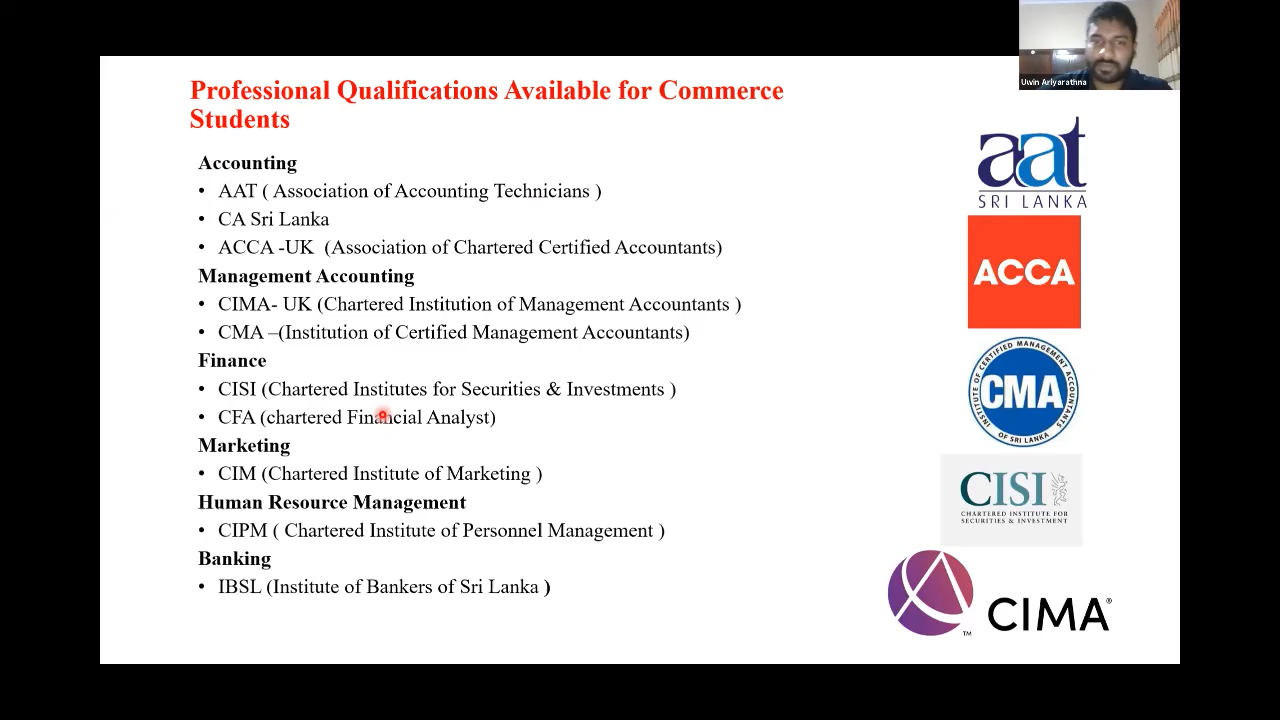 Uwin Ariyarathna
Professional Qualifications Available for Commerce
Students
Accounting
• AAT ( Association of Accounting Technicians )
• CA Sri Lanka
• ACCA -UK (Association of Chartered Certified Accountants)
Management Accounting
• CIMA- UK (Chartered Institution of Management Accountants )
• CMA –(Institution of Certified Management Accountants)
Finance
• CISI (Chartered Institutes for Securities & Investments )
• CFA (chartered Financial Analyst)
Marketing
• CIM (Chartered Institute of Marketing )
Human Resource Management
• CIPM ( Chartered Institute of Personnel Management )
Banking
• IBSL (Institute of Bankers of Sri Lanka )
aat
SRI LANKA
ACCA
INSTITUTE OF CERTIFIED MANAGEMENT ACCOUNTANTS
CMA
OF SRI LANKA
CISI
CHARTERED INSTITUTE FOR
SECURITIES & INVESTMENT
TM
CIMA®